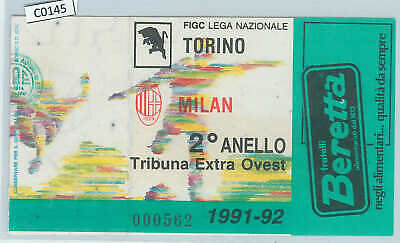 C0145
FIGC LEGA NAZIONALE
TORINO
MILAN
2° ANELLO
Tribuna Extra Ovest
000562
1991-92
fratelli
Beretta
negli alimentari... qualità da sempre